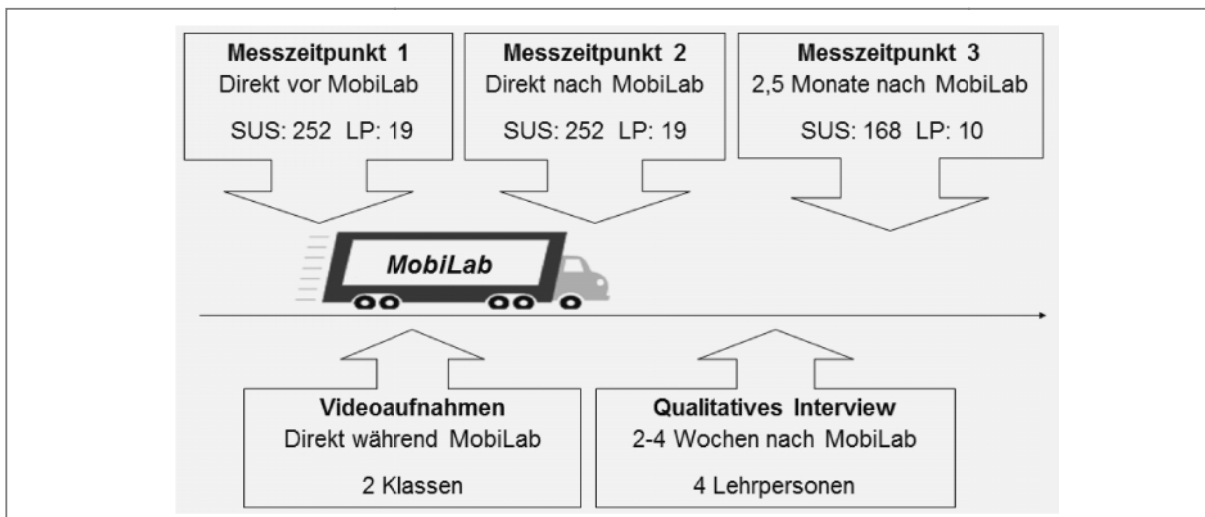 Messzeitpunkt 1
Direkt vor MobiLab
SUS: 252 LP: 19
Messzeitpunkt 2
Direkt nach MobiLab
SUS: 252 LP: 19
Messzeitpunkt 3
2,5 Monate nach MobiLab
SUS: 168 LP: 10
MobiLab
Videoaufnahmen
Direkt während MobiLab
2 Klassen
Qualitatives Interview
2-4 Wochen nach MobiLab
4 Lehrpersonen